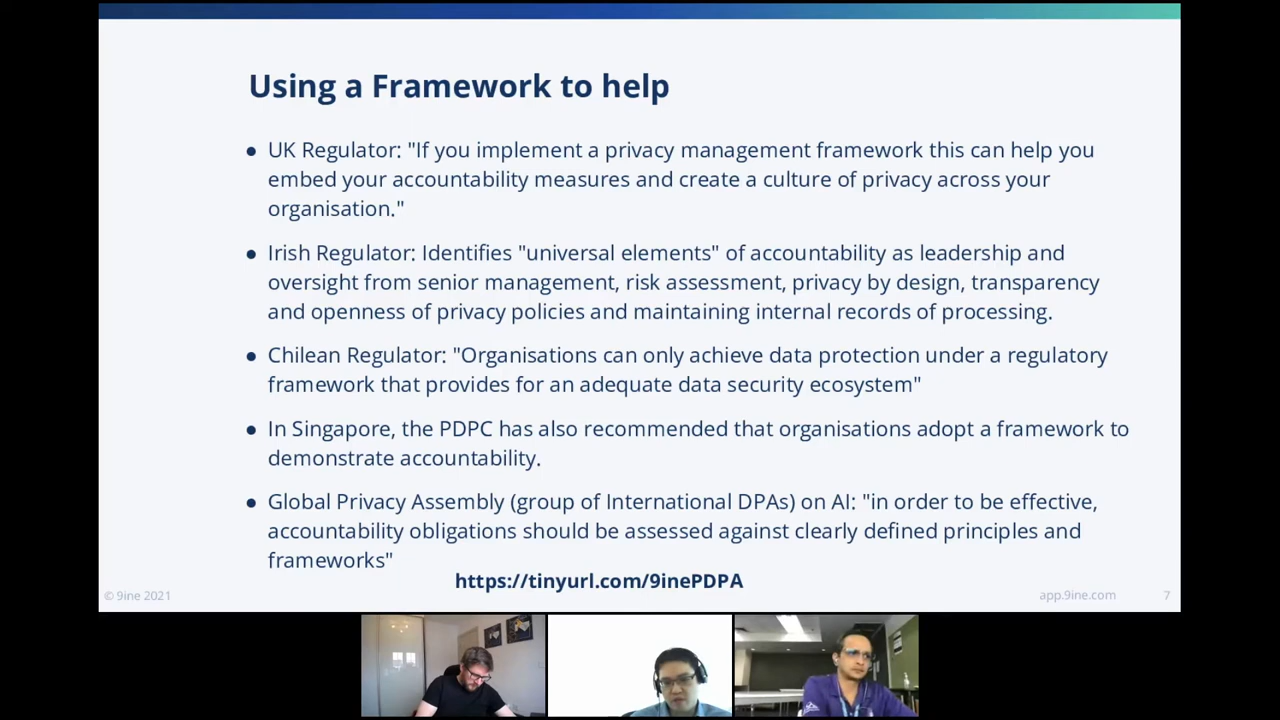 Using a Framework to help
● UK Regulator: "If you implement a privacy management framework this can help you
embed your accountability measures and create a culture of privacy across your
organisation."
● Irish Regulator: Identifies "universal elements" of accountability as leadership and
oversight from senior management, risk assessment, privacy by design, transparency
and openness of privacy policies and maintaining internal records of processing.
● Chilean Regulator: "Organisations can only achieve data protection under a regulatory
framework that provides for an adequate data security ecosystem"
● In Singapore, the PDPC has also recommended that organisations adopt a framework to
demonstrate accountability.
● Global Privacy Assembly (group of International DPAs) on AI: "in order to be effective,
accountability obligations should be assessed against clearly defined principles and
frameworks"
https://tinyurl.com/9inePDPA
© 9ine 2021
app.9ine.com
7